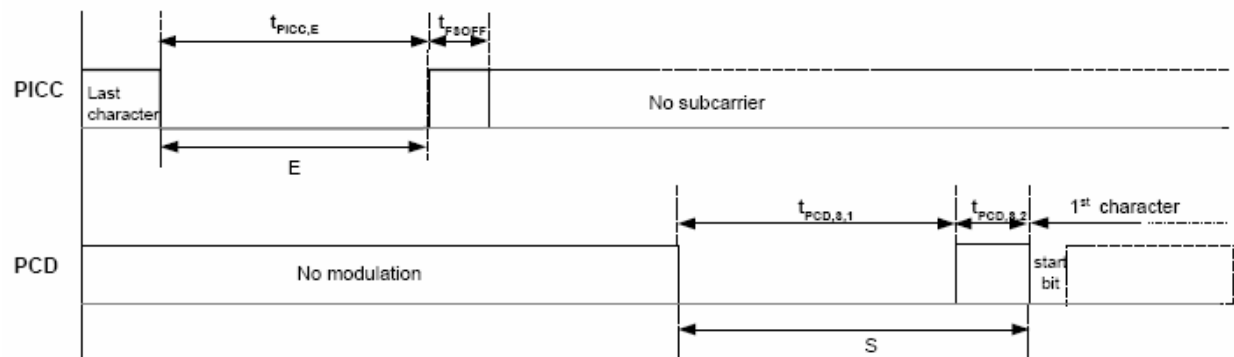 tPICC,E
tFSOFF
PICC
Last
character
No subcarrier
E
tPCD,S,1
tPCD,S,2
1st character
PCD
No modulation
start
bit
S